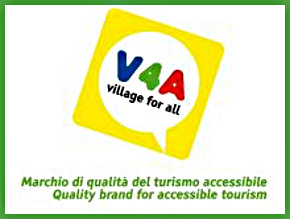 V4A
village for all
Marchio di qualità del turismo accessibile
Quality brand for accessible tourism